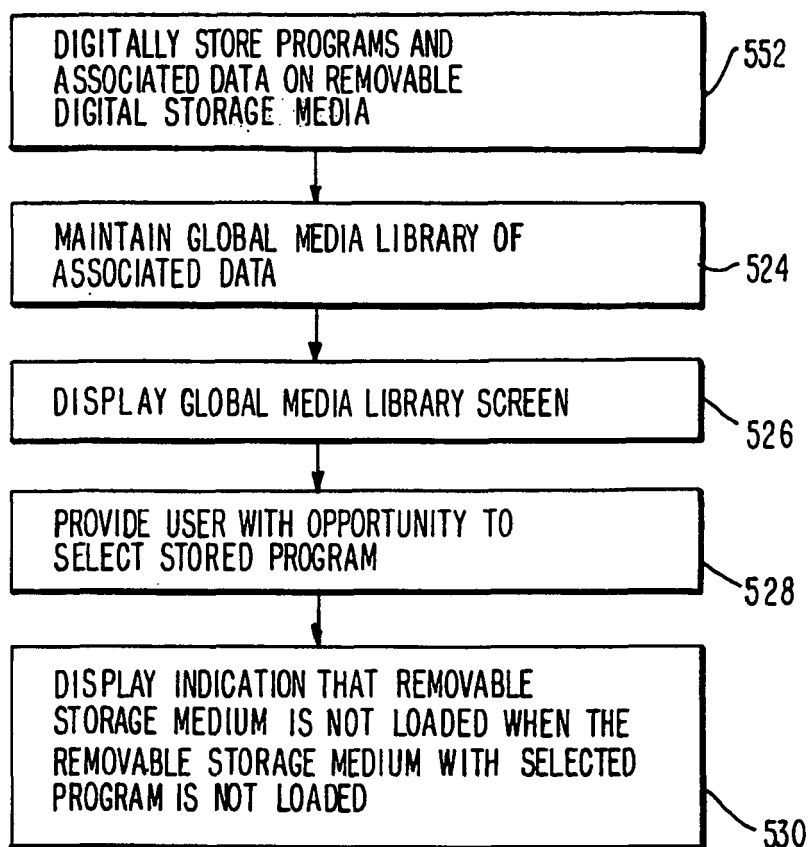 DIGITALLY STORE PROGRAMS AND
ASSOCIATED DATA ON REMOVABLE
DIGITAL STORAGE MEDIA
552
MAINTAIN GLOBAL MEDIA LIBRARY OF
ASSOCIATED DATA
524
DISPLAY GLOBAL MEDIA LIBRARY SCREEN
526
PROVIDE USER WITH OPPORTUNITY TO
SELECT STORED PROGRAM
528
DISPLAY INDICATION THAT REMOVABLE
STORAGE MEDIUM IS NOT LOADED WHEN THE
REMOVABLE STORAGE MEDIUM WITH SELECTED
PROGRAM IS NOT LOADED
530